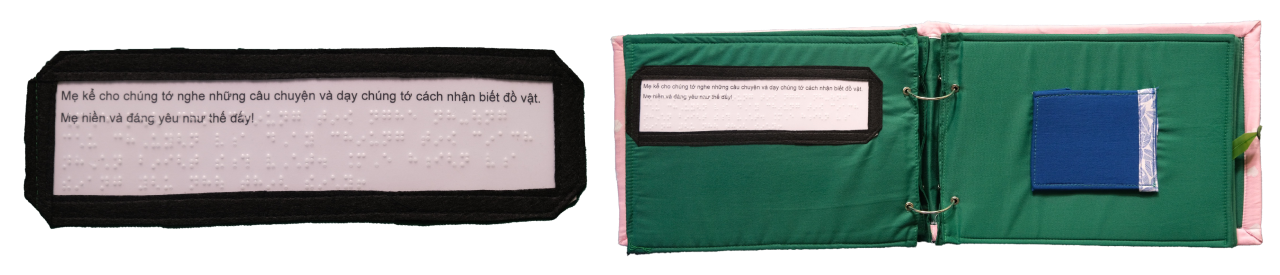 Mẹ kể cho chúng tớ nghe những câu chuyện và dạy chúng tớ cách nhận biết đồ vật.
Mẹ niền và đáng yêu như thế đấy!
Mẹ kể cho chúng tớ nghe những câu chuyện và dạy chúng tớ cách nhận biết đồ vật.
Mẹ niền và đáng yêu như thế đấy!